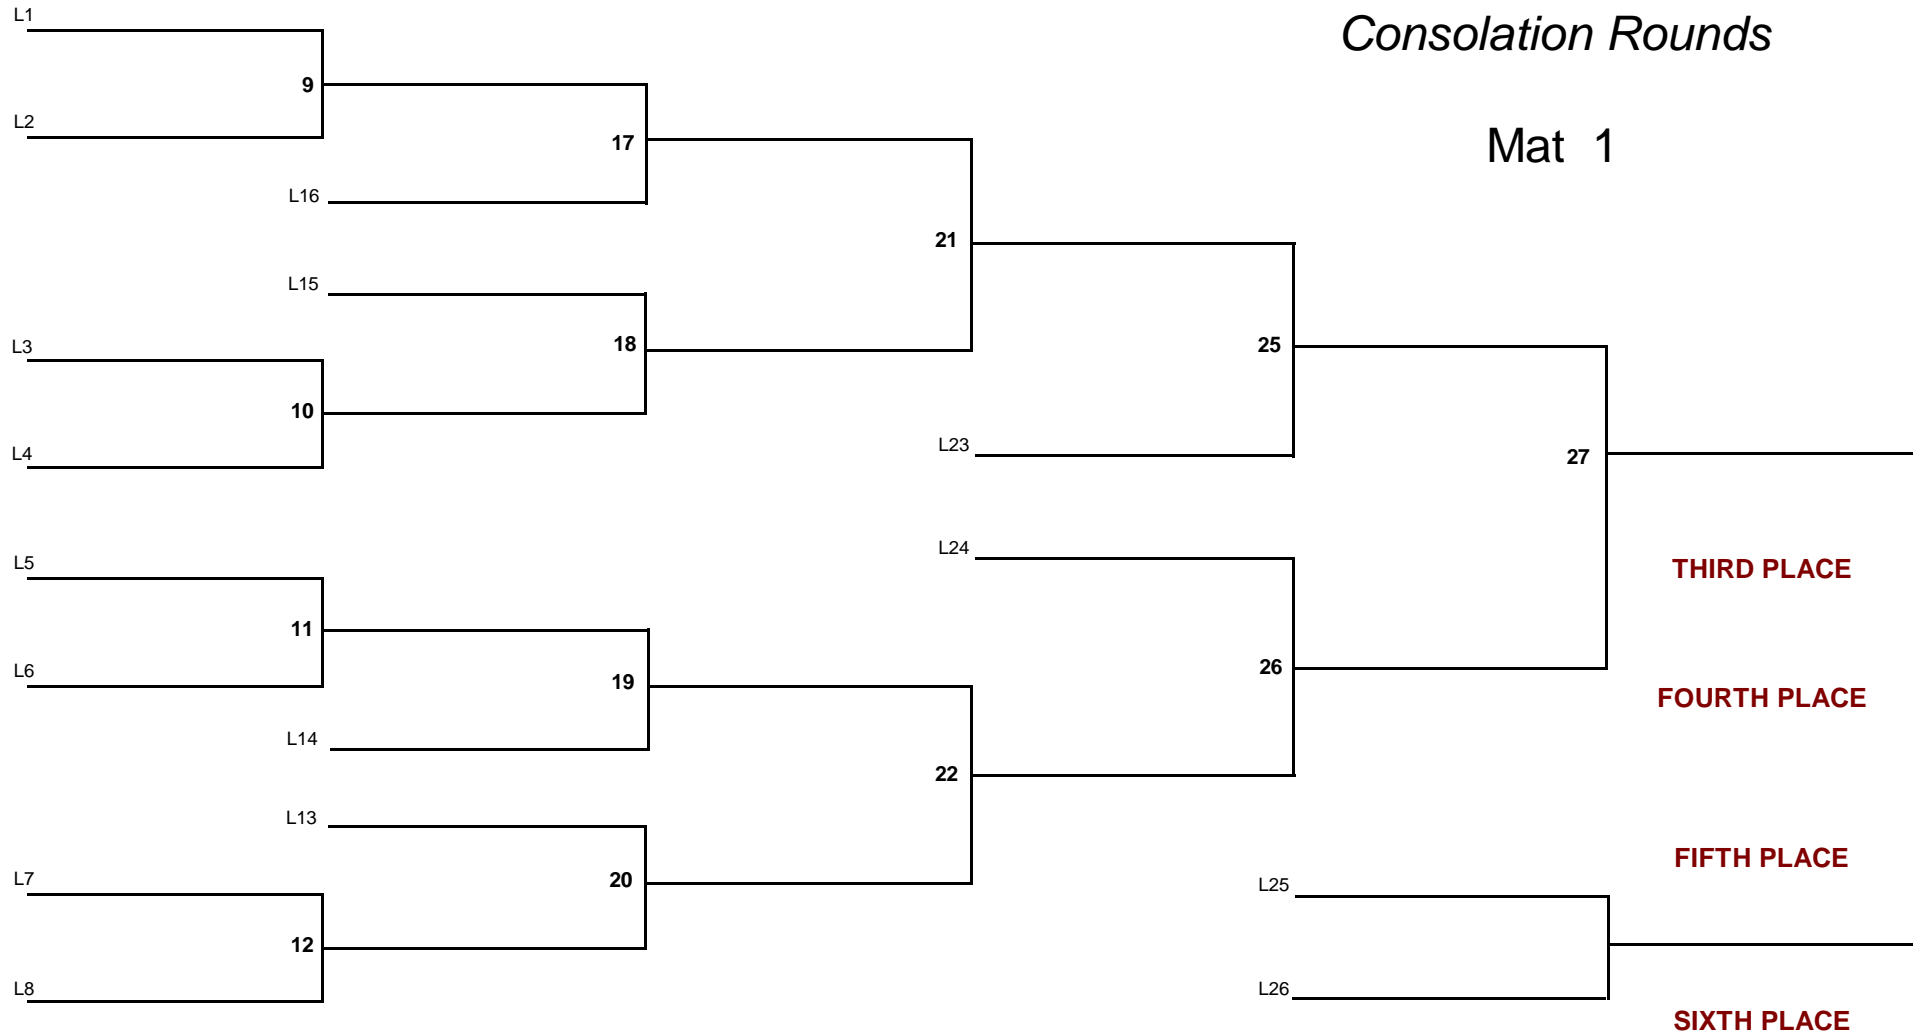 L1
Consolation Rounds
9
L2
Mat 1
17
L16
21
L15
L3
18
25
10
L4
L23
27
L24
L5
THIRD PLACE
11
L6
26
19
FOURTH PLACE
L14
22
L13
FIFTH PLACE
L7
20
L25
12
L8
L26
SIXTH PLACE